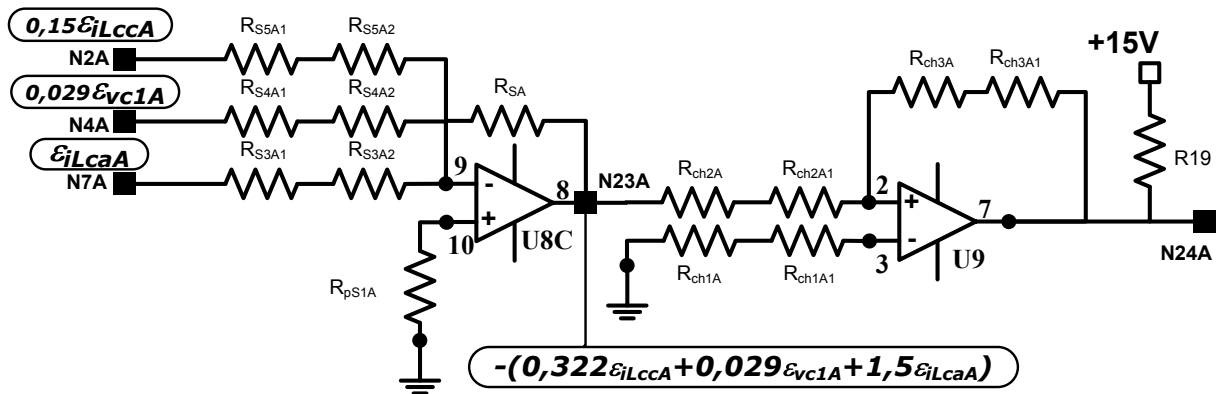 0,15εiLccA
N2A
RS5A1
RS5A2
0,029εvc1A
N4A
RS4A1
RS4A2
RSA
εiLcaA
N7A
RS3A1
RS3A2
9
-
+
10
8
U8C
RpS1A
N23A
Rch2A
Rch2A1
Rch1A
Rch1A1
Rch3A
Rch3A1
2
+
-
3
7
U9
+15V
R19
N24A
-(0,322εiLccA+0,029εvc1A+1,5εiLcaA)